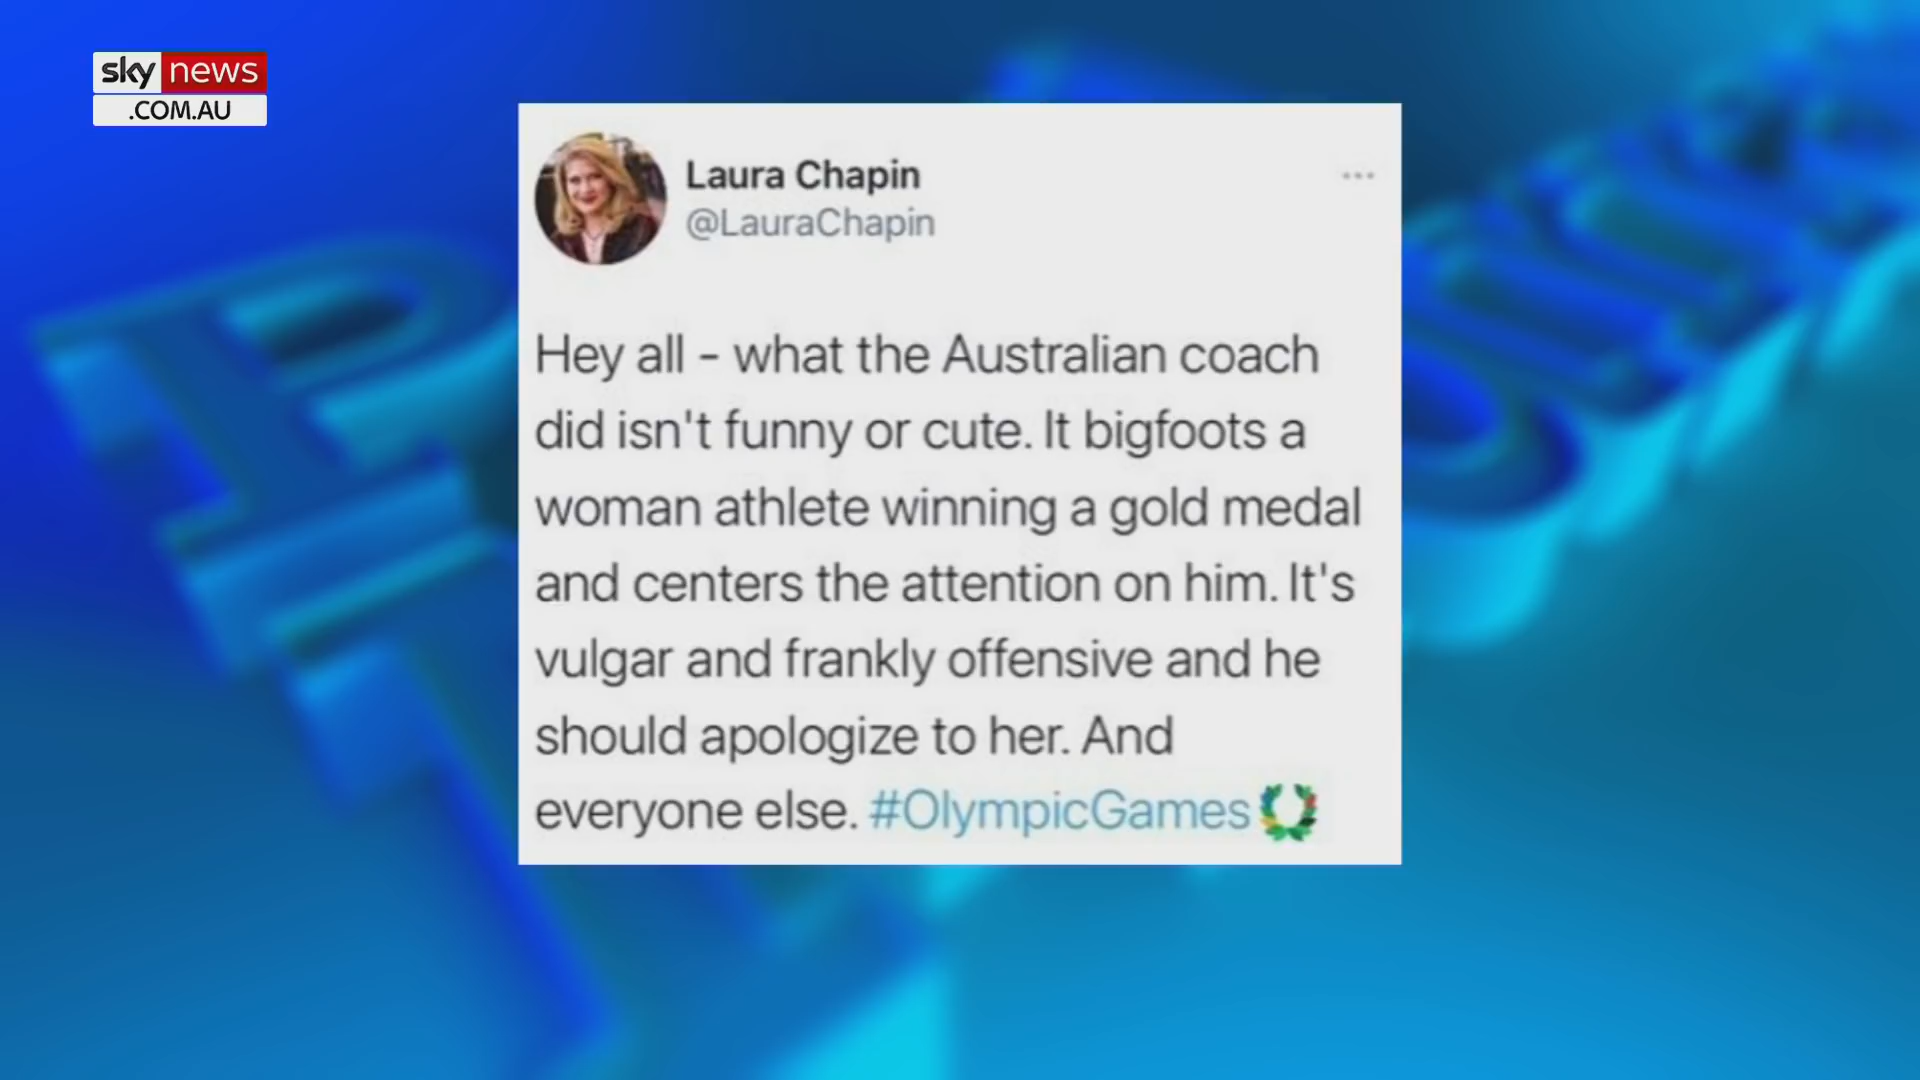 sky news
.COM.AU
Laura Chapin
@LauraChapin
Hey all - what the Australian coach
did isn't funny or cute. It bigfoots a
woman athlete winning a gold medal
and centers the attention on him. It's
vulgar and frankly offensive and he
should apologize to her. And
everyone else. #OlympicGames